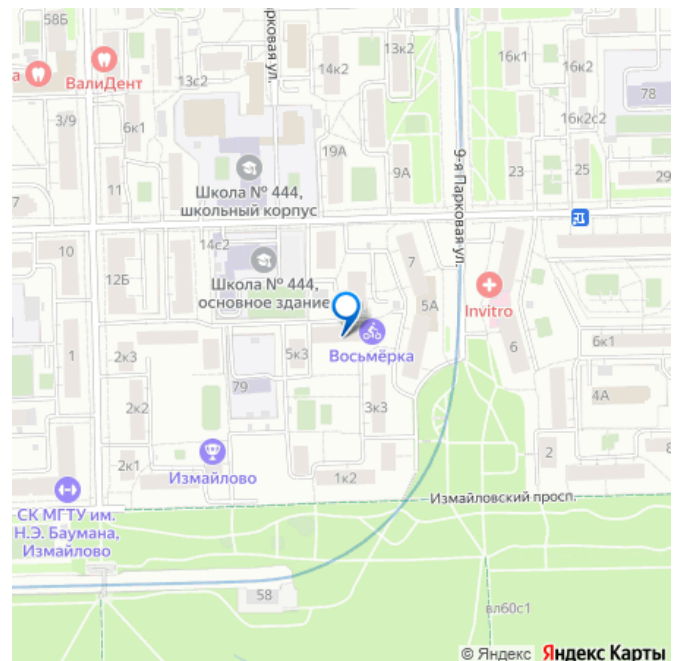 58Б
13к2
ВалиДент
а
13с2
рковая ул.
14к2
16к1
16к2
78
3/9
6к1
16к2с2
19А
9А
23
25
29
11
Школа № 444,
школьный корпус
7
9-я Парковая ул.
10
14с2
12Б
Школа № 444,
основное здание
7
5А
Invitro
1
2к3
5к3
Восьмёрка
6
6к1
79
2к2
3к3
4А
2к1
Измайлово
1к2
2
8
СК МГТУ им.
Н.Э. Баумана,
Измайлово
Измайловский просп.
58
вл60с1
© Яндекс Яндекс Карты